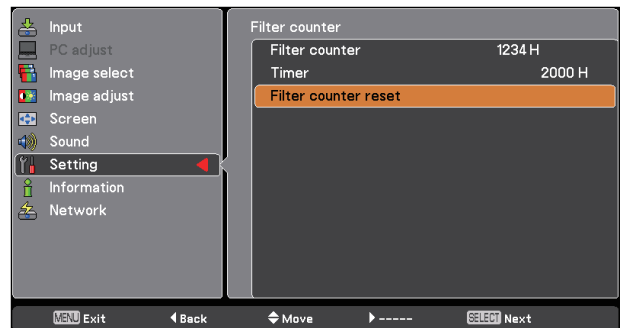 Input
PC adjust
Image select
Image adjust
Screen
Sound
Setting
Information
Network
Filter counter
Filter counter 1234 H
Timer 2000 H
Filter counter reset
MENU Exit Back Move ----- SELECT Next